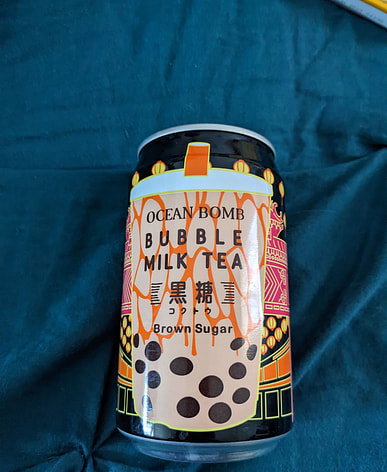 OCEAN BOMB
BUBBLE
MILK TEA
黒糖
コクトウ
Brown Sugar